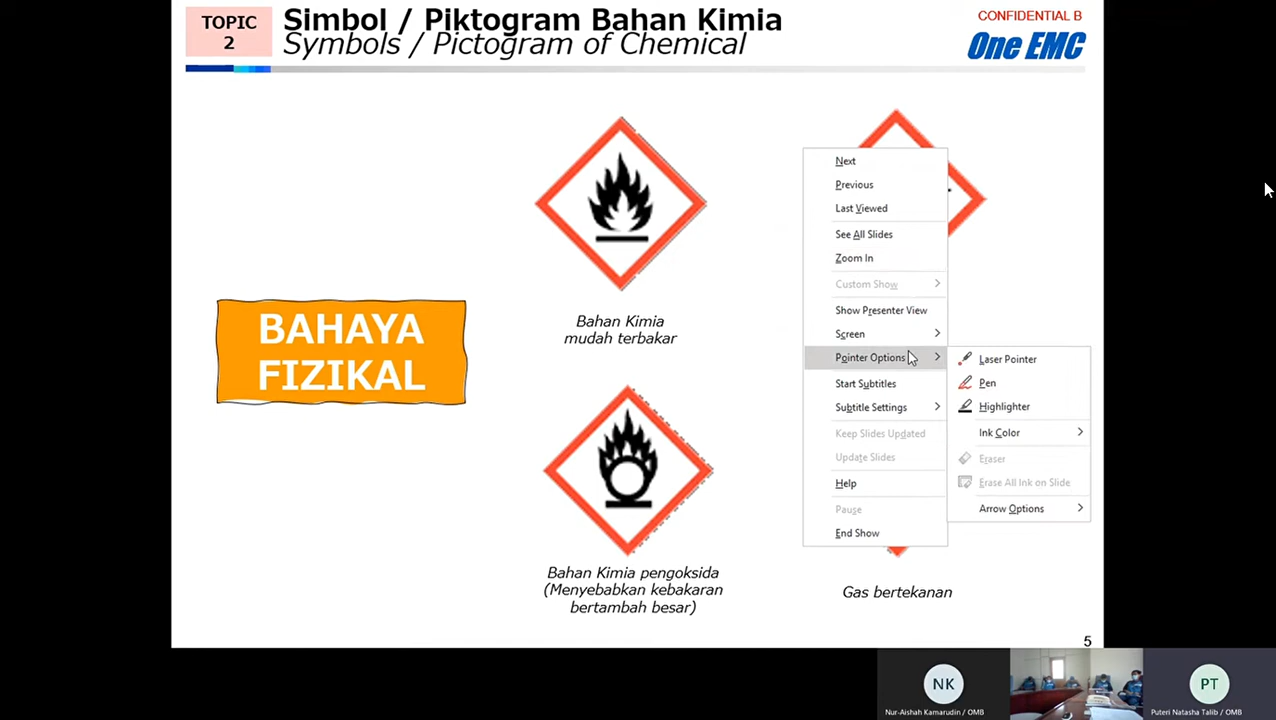 TOPIC
2
Simbol / Piktogram Bahan Kimia
Symbols / Pictogram of Chemical
CONFIDENTIAL B
One EMC
BAHAYA
FIZIKAL
Bahan Kimia
mudah terbakar
Bahan Kimia pengoksida
(Menyebabkan kebakaran
bertambah besar)
Gas bertekanan
Next
Previous
Last Viewed
See All Slides
Zoom In
Custom Show
Show Presenter View
Screen
Pointer Options
Start Subtitles
Subtitle Settings
Keep Slides Updated
Update Slides
Help
Pause
End Show
Laser Pointer
Pen
Highlighter
Ink Color
Eraser
Erase All Ink on Slide
Arrow Options
5
NK
Nur-Aishah Kamarudin / OMB
PT
Puteri Natasha Talib / OMB